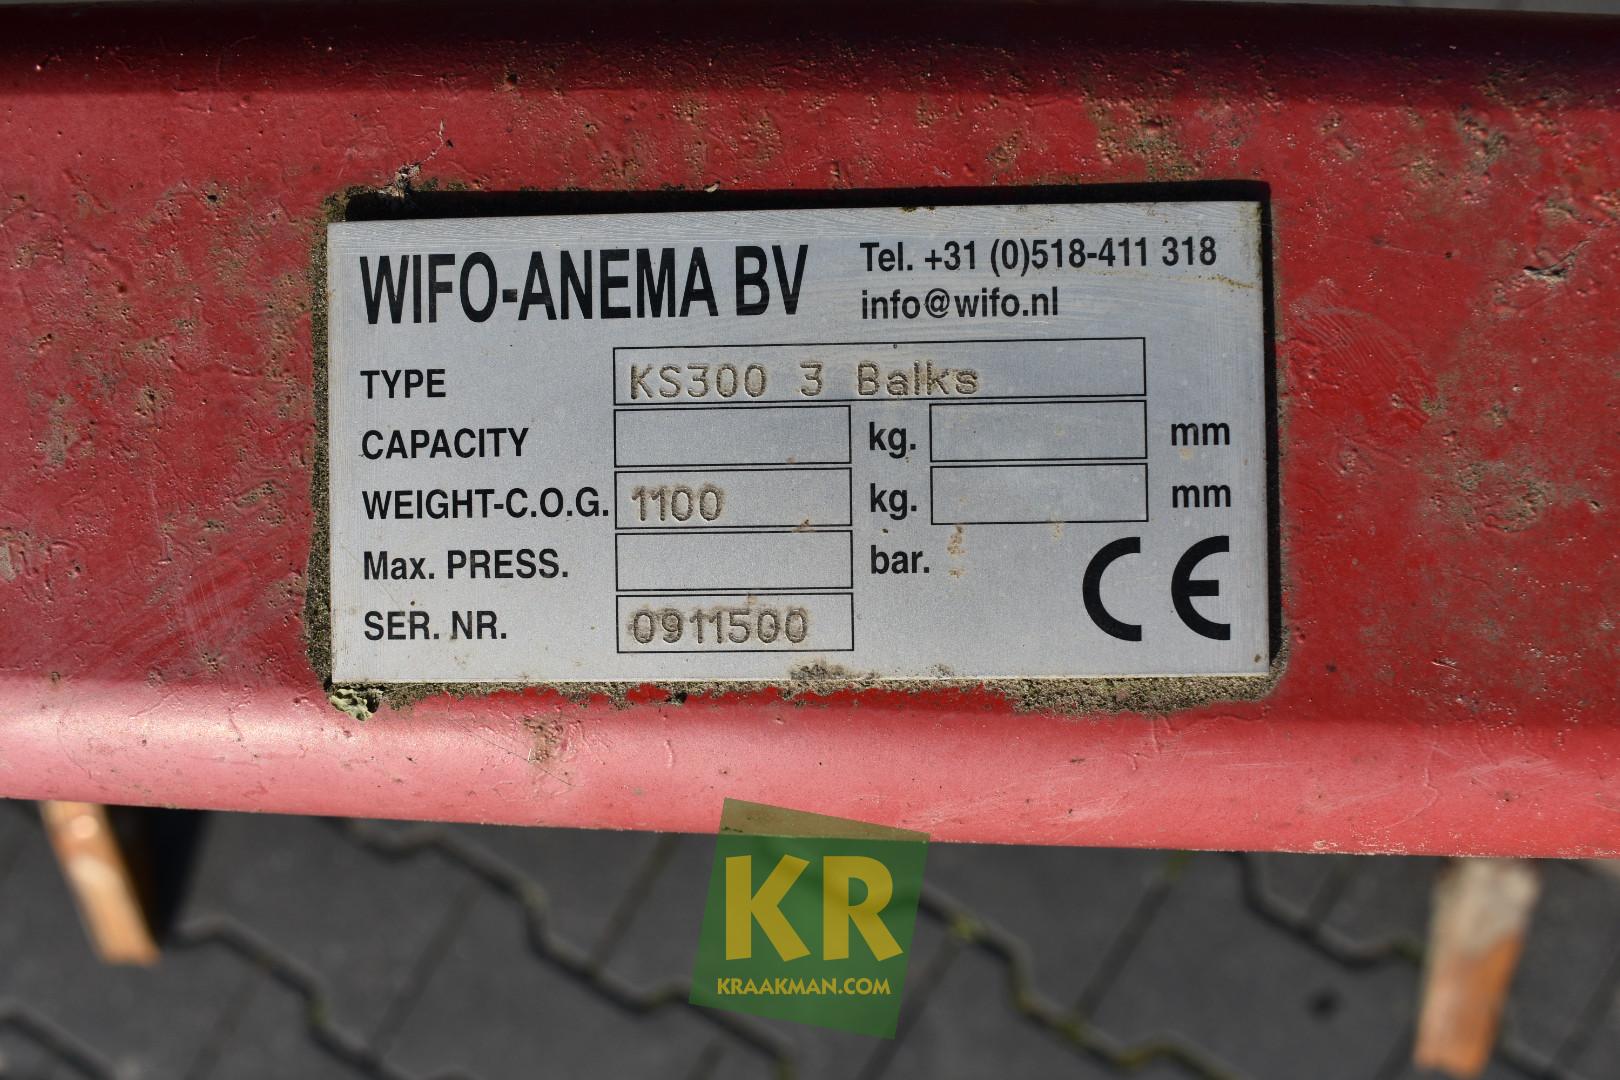 WIFO-ANEMA BV
Tel. +31 (0)518-411 318
info@wifo.nl
TYPE KS300 3 Balks
CAPACITY kg. mm
WEIGHT-C.O.G. 1100 kg. mm
Max. PRESS. bar.
SER. NR. 0911500
CE
KR
KRAAKMAN.COM